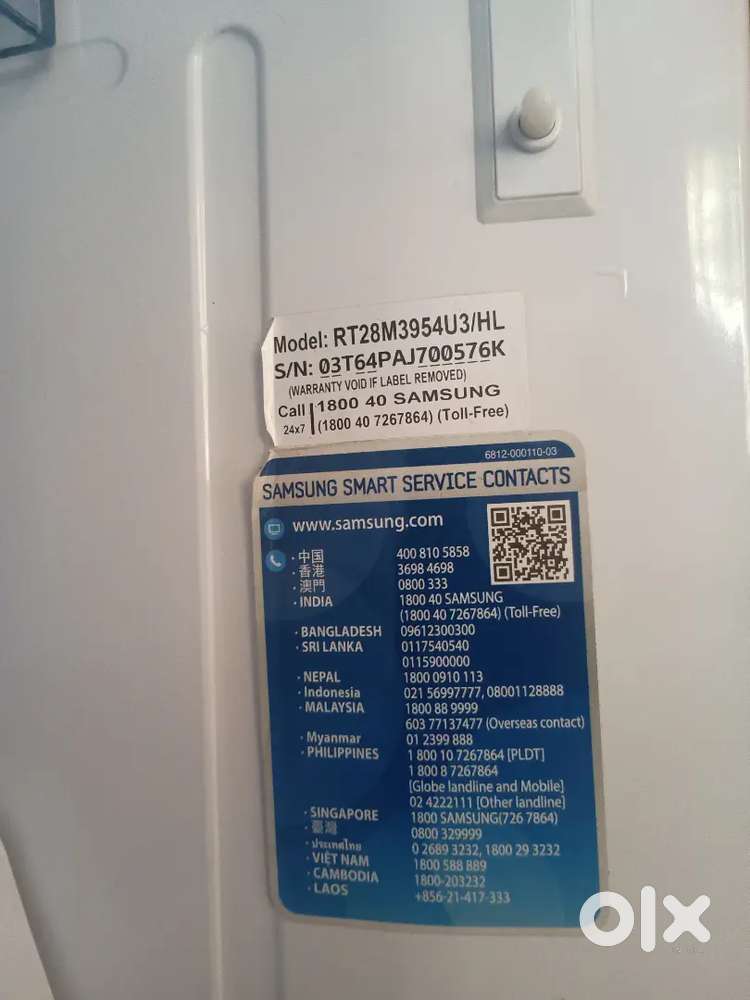 Model: RT28M3954U3/HL
S/N: 03T64PAJ700576K
(WARRANTY VOID IF LABEL REMOVED)
Call 24x7 1800 40 SAMSUNG
(1800 40 7267864) (Toll-Free)
6812-000110-03
SAMSUNG SMART SERVICE CONTACTS
www.samsung.com
· 中国 400 810 5858
· 香港 3698 4698
· 澳門 0800 333
· INDIA 1800 40 SAMSUNG
(1800 40 7267864) (Toll-Free)
· BANGLADESH 09612300300
· SRI LANKA 0117540540
0115900000
· NEPAL 1800 0910 113
· Indonesia 021 56997777, 08001128888
· MALAYSIA 1800 88 9999
603 77137477 (Overseas contact)
· Myanmar 01 2399 888
· PHILIPPINES 1 800 10 7267864 [PLDT]
1 800 8 7267864
[Globe landline and Mobile]
02 4222111 [Other landline]
· SINGAPORE 1800 SAMSUNG(726 7864)
· 臺灣 0800 329999
· ประเทศไทย 0 2689 3232, 1800 29 3232
· VIỆT NAM 1800 588 889
· CAMBODIA 1800-203232
· LAOS +856-21-417-333
olx